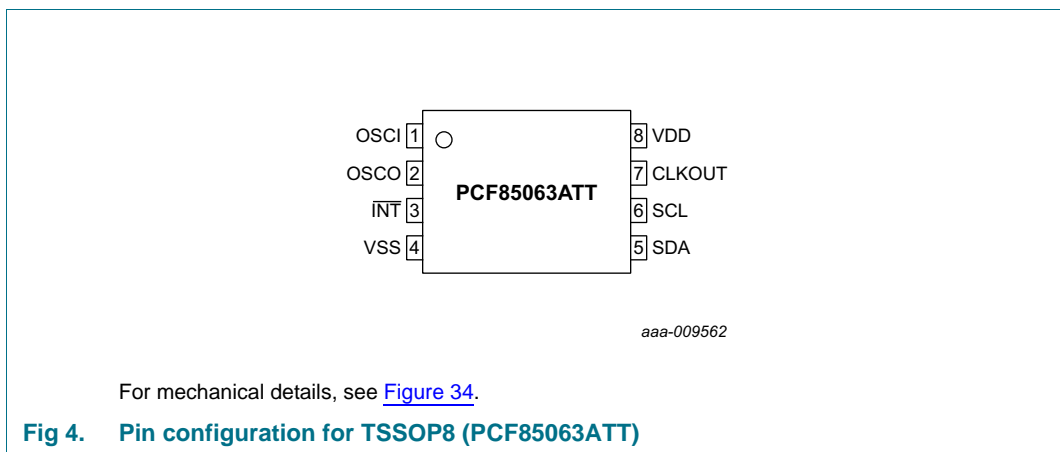 OSCI 1 8 VDD
OSCO 2 PCF85063ATT 7 CLKOUT
INT 3 6 SCL
VSS 4 5 SDA
aaa-009562
For mechanical details, see Figure 34.
Fig 4. Pin configuration for TSSOP8 (PCF85063ATT)